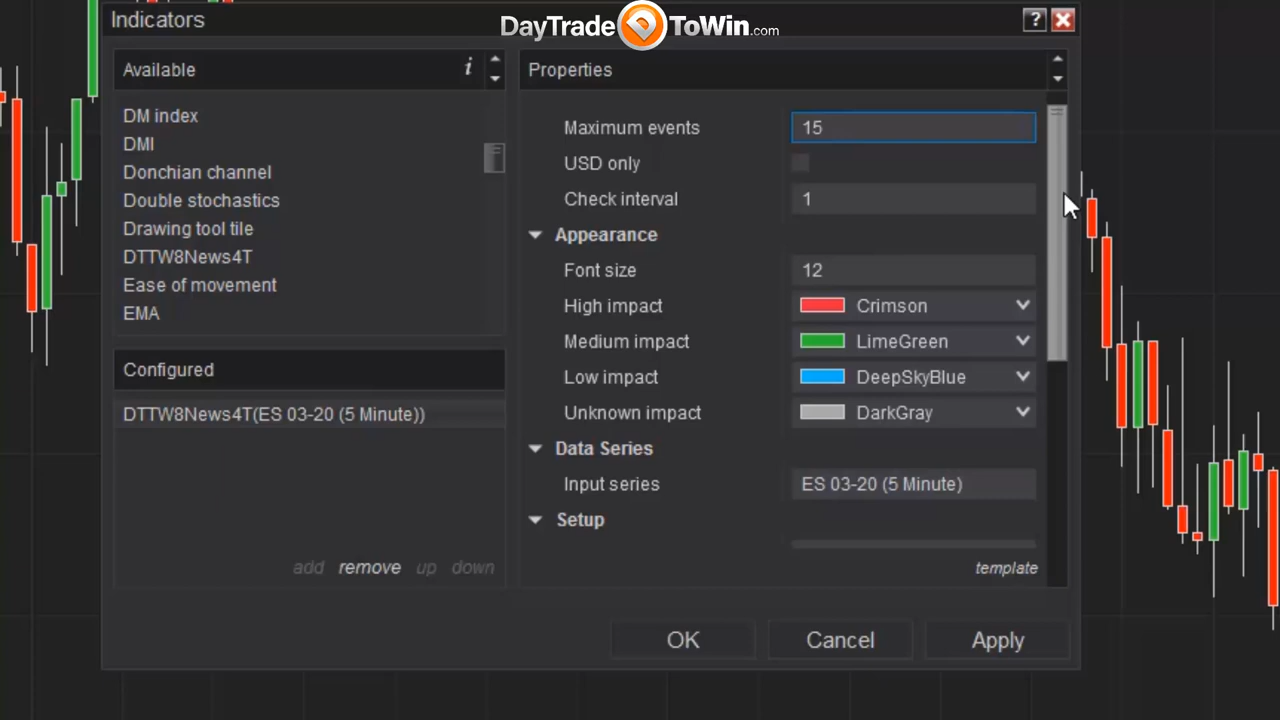 Indicators
DayTradeToWin.com
?
Available
i
DM index
DMI
Donchian channel
Double stochastics
Drawing tool tile
DTTW8News4T
Ease of movement
EMA
Configured
DTTW8News4T(ES 03-20 (5 Minute))
add remove up down
Properties
Maximum events 15
USD only
Check interval 1
Appearance
Font size 12
High impact Crimson
Medium impact LimeGreen
Low impact DeepSkyBlue
Unknown impact DarkGray
Data Series
Input series ES 03-20 (5 Minute)
Setup
template
OK Cancel Apply